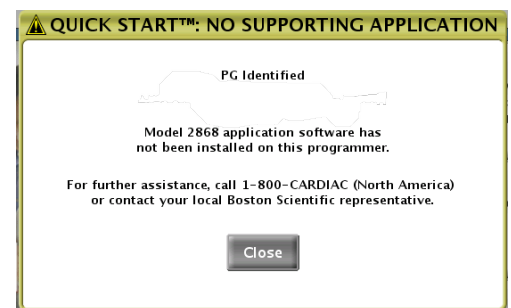 QUICK START™: NO SUPPORTING APPLICATION
PG Identified
Model 2868 application software has
not been installed on this programmer.
For further assistance, call 1-800-CARDIAC (North America)
or contact your local Boston Scientific representative.
Close